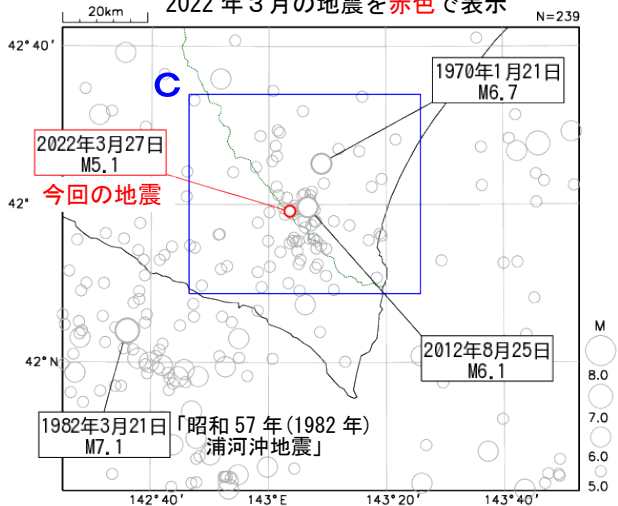 2022 年３月の地震を赤色で表示
20km
N=239
42°40′
C
1970年1月21日
M6.7
2022年3月27日
M5.1
今回の地震
42°
2012年8月25日
M6.1
42°N
1982年3月21日
M7.1
「昭和 57 年(1982 年)
浦河沖地震」
M
8.0
7.0
6.0
5.0
142°40′
143°E
143°20′
143°40′